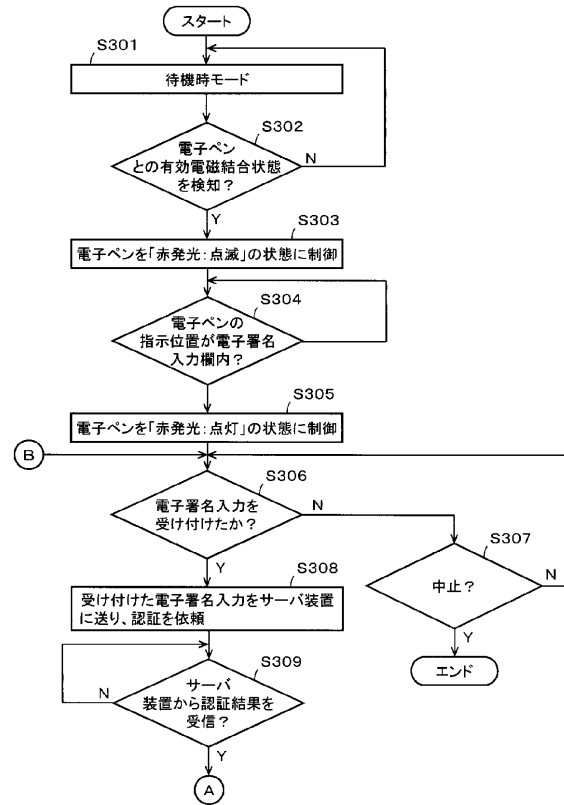 スタート
S301
待機時モード
S302
電子ペン
との有効電磁結合状態
を検知？
N
Y
S303
電子ペンを「赤発光：点滅」の状態に制御
S304
電子ペンの
指示位置が電子署名
入力欄内？
S305
電子ペンを「赤発光：点灯」の状態に制御
B
S306
電子署名入力を
受け付けたか？
N
Y
S307
中止？
N
Y
エンド
S308
受け付けた電子署名入力をサーバ装置
に送り、認証を依頼
S309
サーバ
装置から認証結果を
受信？
N
Y
A